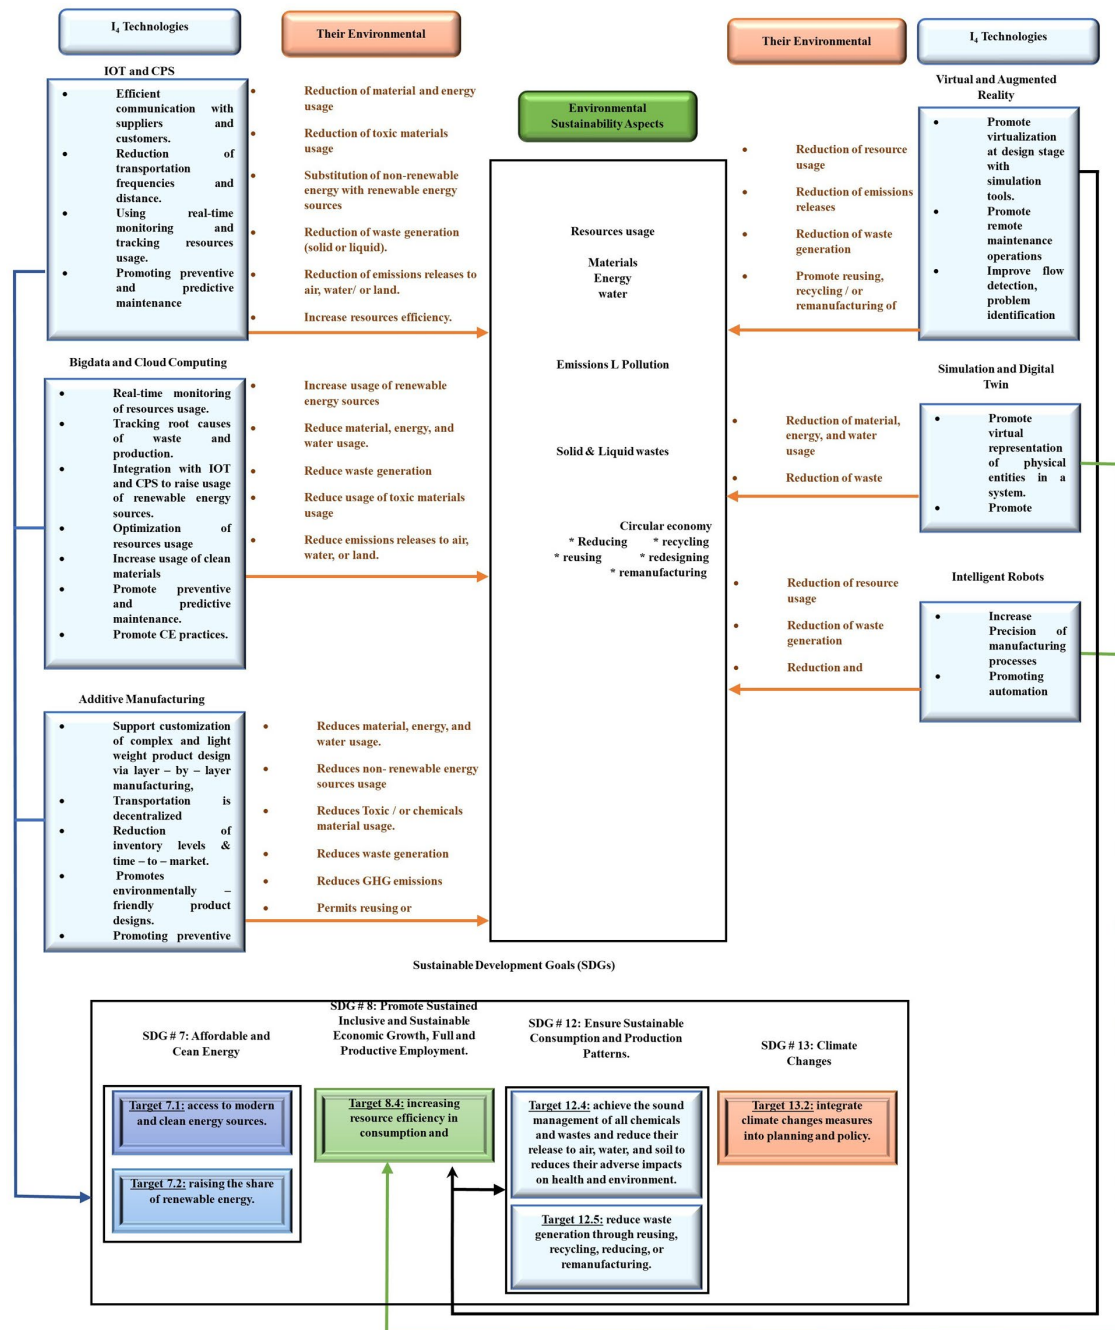 I4 Technologies
Their Environmental
IOT and CPS
Efficient
communication with
suppliers and
customers.
Reduction of
transportation
frequencies and
distance.
Using real-time
monitoring and
tracking resources
usage.
Promoting preventive
and predictive
maintenance
Reduction of material and energy
usage
Reduction of toxic materials
usage
Substitution of non-renewable
energy with renewable energy
sources
Reduction of waste generation
(solid or liquid).
Reduction of emissions releases to
air, water/ or land.
Increase resources efficiency.
Bigdata and Cloud Computing
Real-time monitoring
of resources usage.
Tracking root causes
of waste and
production.
Integration with IOT
and CPS to raise usage
of renewable energy
sources.
Optimization of
resources usage
Increase usage of clean
materials
Promote preventive
and predictive
maintenance.
Promote CE practices.
Increase usage of renewable
energy sources
Reduce material, energy, and
water usage.
Reduce waste generation
Reduce usage of toxic materials
usage
Reduce emissions releases to air,
water, or land.
Additive Manufacturing
Support customization
of complex and light
weight product design
via layer – by – layer
manufacturing,
Transportation is
decentralized
Reduction of
inventory levels &
time – to – market.
Promotes
environmentally –
friendly product
designs.
Promoting preventive
Reduces material, energy, and
water usage.
Reduces non- renewable energy
sources usage
Reduces Toxic / or chemicals
material usage.
Reduces waste generation
Reduces GHG emissions
Permits reusing or
Environmental
Sustainability Aspects
Resources usage
Materials
Energy
water
Emissions L Pollution
Solid & Liquid wastes
Circular economy
* Reducing * recycling
* reusing * redesigning
* remanufacturing
Their Environmental
I4 Technologies
Virtual and Augmented
Reality
Reduction of resource
usage
Reduction of emissions
releases
Reduction of waste
generation
Promote reusing,
recycling / or
remanufacturing of
Promote
virtualization
at design stage
with
simulation
tools.
Promote
remote
maintenance
operations
Improve flow
detection,
problem
identification
Simulation and Digital
Twin
Reduction of material,
energy, and water
usage
Reduction of waste
Promote
virtual
representation
of physical
entities in a
system.
Promote
Intelligent Robots
Reduction of resource
usage
Reduction of waste
generation
Reduction and
Increase
Precision of
manufacturing
processes
Promoting
automation
Sustainable Development Goals (SDGs)
SDG # 7: Affordable and
Cean Energy
Target 7.1: access to modern
and clean energy sources.
Target 7.2: raising the share
of renewable energy.
SDG # 8: Promote Sustained
Inclusive and Sustainable
Economic Growth, Full and
Productive Employment.
Target 8.4: increasing
resource efficiency in
consumption and
SDG # 12: Ensure Sustainable
Consumption and Production
Patterns.
Target 12.4: achieve the sound
management of all chemicals
and wastes and reduce their
release to air, water, and soil to
reduces their adverse impacts
on health and environment.
Target 12.5: reduce waste
generation through reusing,
recycling, reducing, or
remanufacturing.
SDG # 13: Climate
Changes
Target 13.2: integrate
climate changes measures
into planning and policy.